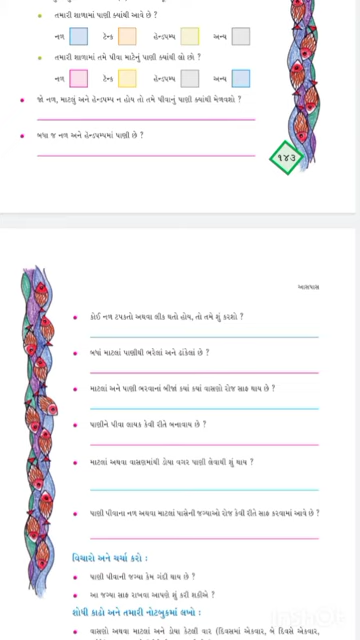 તમારી શાળામાં પાણી ક્યાંથી આવે છે ?
નળ ટેન્ક હેન્ડપમ્પ અન્ય
તમારી શાળામાં તમે પીવા માટેનું પાણી ક્યાંથી લો છો ?
નળ ટેન્ક હેન્ડપમ્પ અન્ય
જો નળ, માટલું અને હેન્ડપમ્પ ન હોય તો તમે પીવાનું પાણી ક્યાંથી મેળવશો ?
બધા જ નળ અને હેન્ડપમ્પમાં પાણી છે ?
૧૪૩
આસપાસ
કોઈ નળ ટપકતો અથવા લીક થતો હોય, તો તમે શું કરશો ?
બધાં માટલાં પાણીથી ભરેલાં અને ઢાંકેલાં છે ?
માટલાં અને પાણી ભરવાનાં બીજાં ક્યાં ક્યાં વાસણો રોજ સાફ થાય છે ?
પાણીને પીવા લાયક કેવી રીતે બનાવાય છે ?
માટલાં અથવા વાસણમાંથી ડોયા વગર પાણી લેવાથી શું થાય ?
પાણી પીવાના નળ અથવા માટલાં પાસેની જગ્યાઓ રોજ કેવી રીતે સાફ કરવામાં આવે છે ?
વિચારો અને ચર્ચા કરો :
પાણી પીવાની જગ્યા કેમ ગંદી થાય છે ?
આ જગ્યા સાફ રાખવા આપણે શું કરી શકીએ ?
શોધી કાઢો અને તમારી નોટબુકમાં લખો :
વાસણો અથવા માટલાં અને ડોયા કેટલી વાર (દિવસમાં એકવાર, બે દિવસે એકવાર,